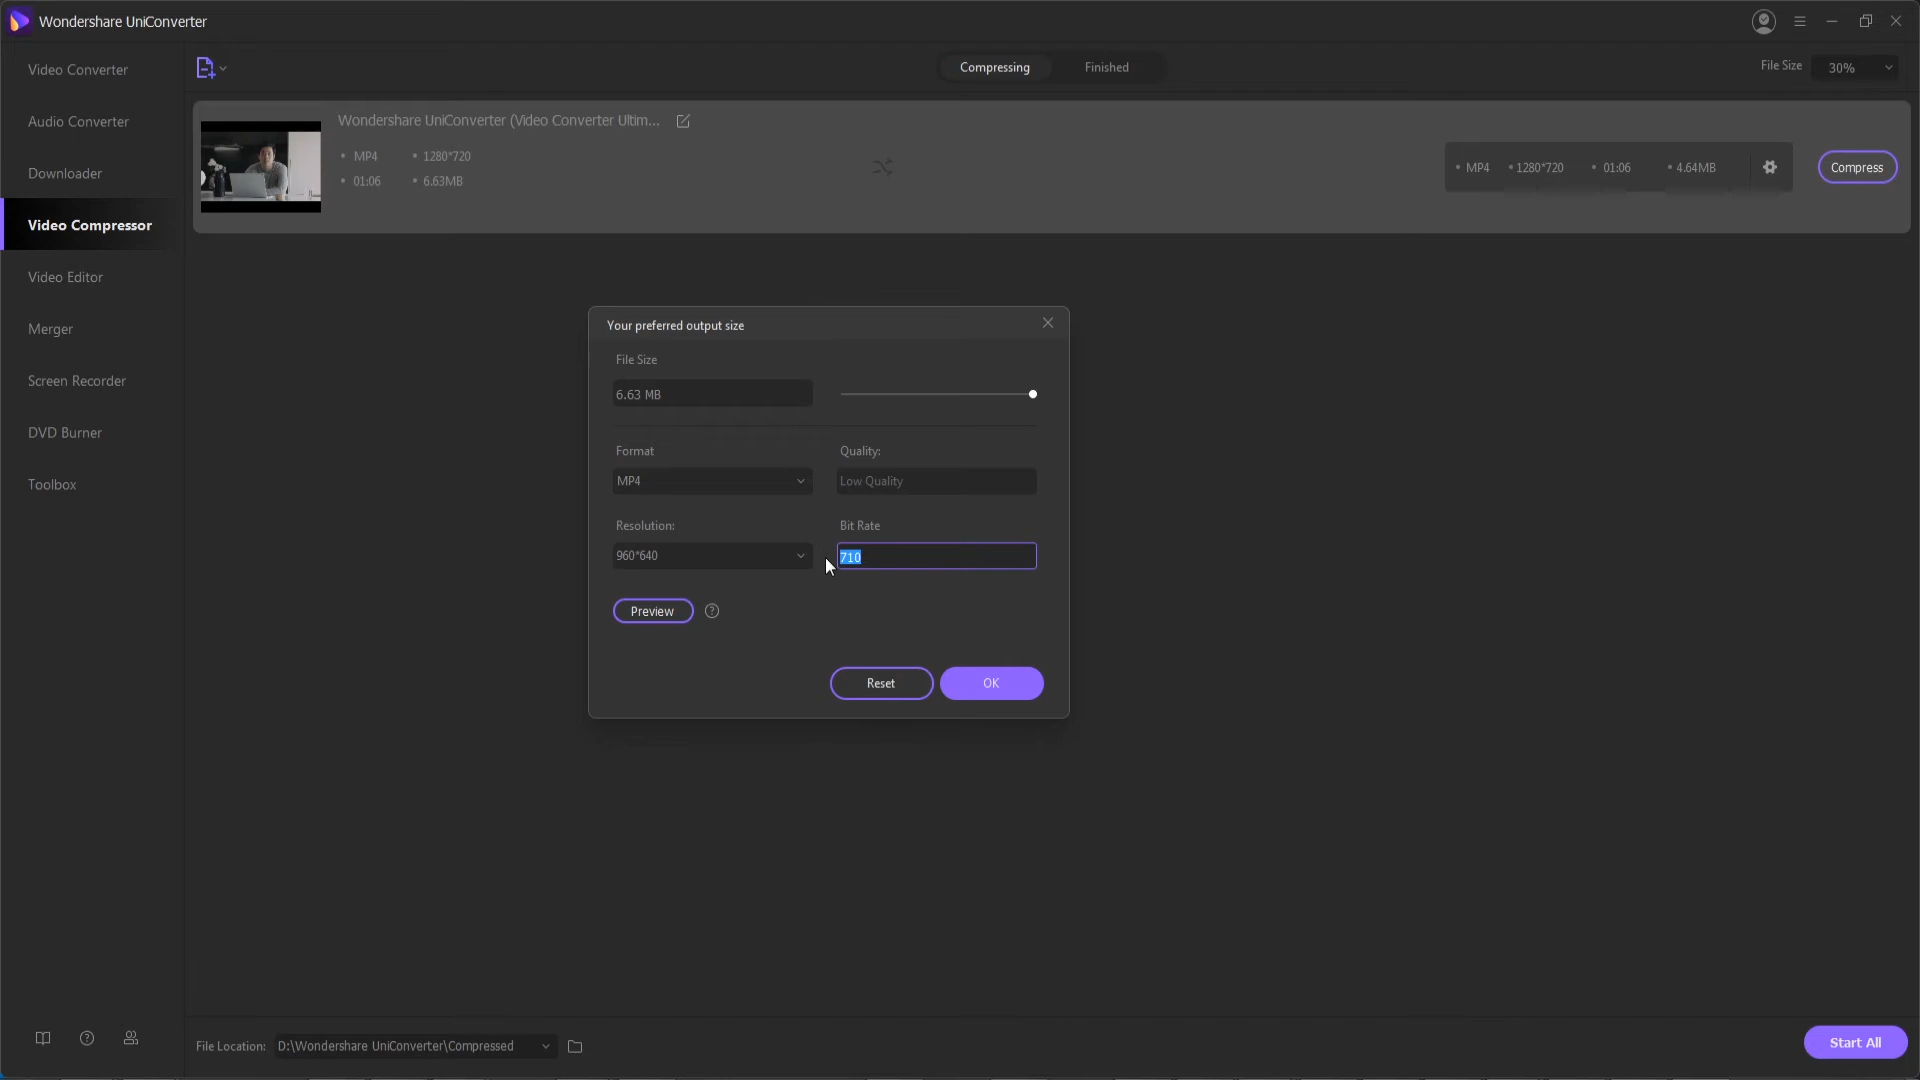 Wondershare UniConverter
Video Converter
Audio Converter
Downloader
Video Compressor
Video Editor
Merger
Screen Recorder
DVD Burner
Toolbox
Compressing
Finished
File Size
30%
Wondershare UniConverter (Video Converter Ultim...
• MP4 • 1280*720
• 01:06 • 6.63MB
• MP4 • 1280*720 • 01:06 • 4.64MB
Compress
Your preferred output size
File Size
6.63 MB
Format
Quality:
MP4
Low Quality
Resolution:
Bit Rate
960*640
710
Preview
?
Reset
OK
File Location:
D:\Wondershare UniConverter\Compressed
Start All